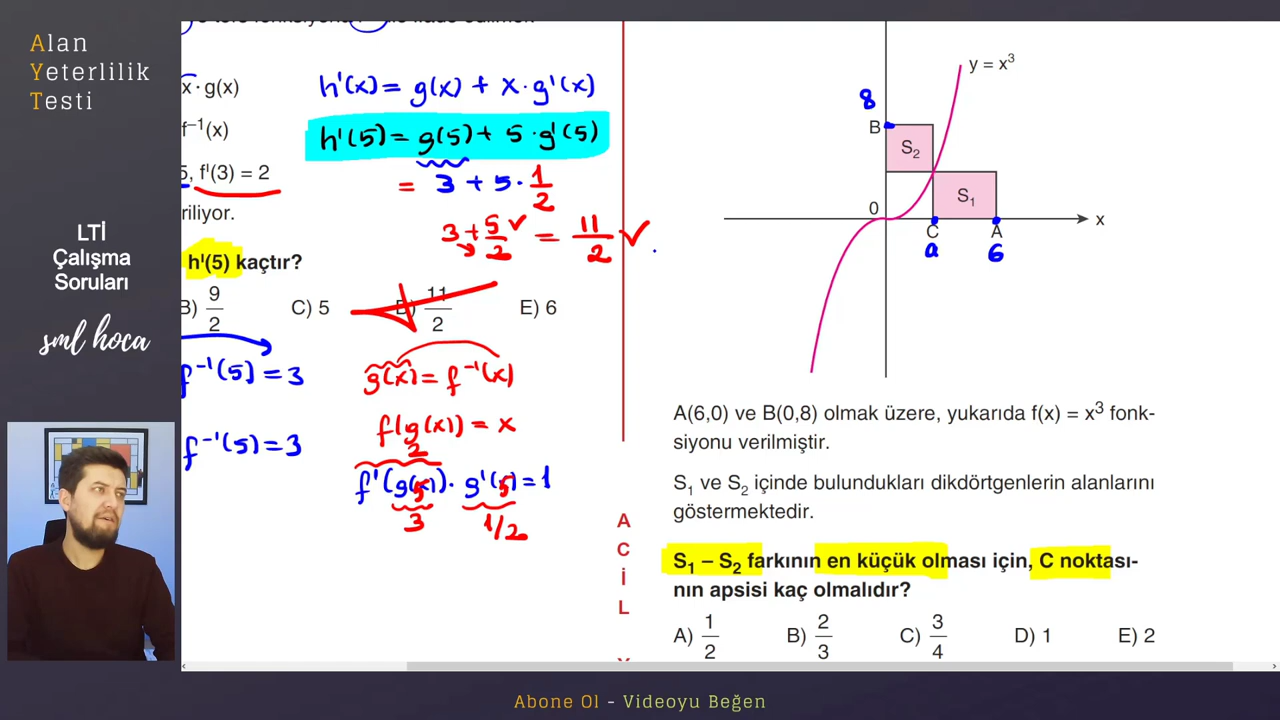 Alan
Yeterlilik
Testi
LTİ
Çalışma
Soruları
sml hoca
x · g(x)
f⁻¹(x)
5, f'(3) = 2
riliyor.
h'(5) kaçtır?
B) 9/2 C) 5 D) 11/2 E) 6
f⁻¹(5) = 3
f⁻¹(5) = 3
h'(x) = g(x) + x · g'(x)
h'(5) = g(5) + 5 · g'(5)
= 3 + 5 · 1/2
3 + 5/2 = 11/2
g(x) = f⁻¹(x)
f(g(x)) = x
2
f'(g(5)) · g'(5) = 1
3 1/2
A
C
İ
L
y = x³
8
B
S₂
S₁
0
C A x
a 6
A(6,0) ve B(0,8) olmak üzere, yukarıda f(x) = x³ fonk-
siyonu verilmiştir.
S₁ ve S₂ içinde bulundukları dikdörtgenlerin alanlarını
göstermektedir.
S₁ – S₂ farkının en küçük olması için, C noktası-
nın apsisi kaç olmalıdır?
A) 1/2 B) 2/3 C) 3/4 D) 1 E) 2
Abone Ol - Videoyu Beğen